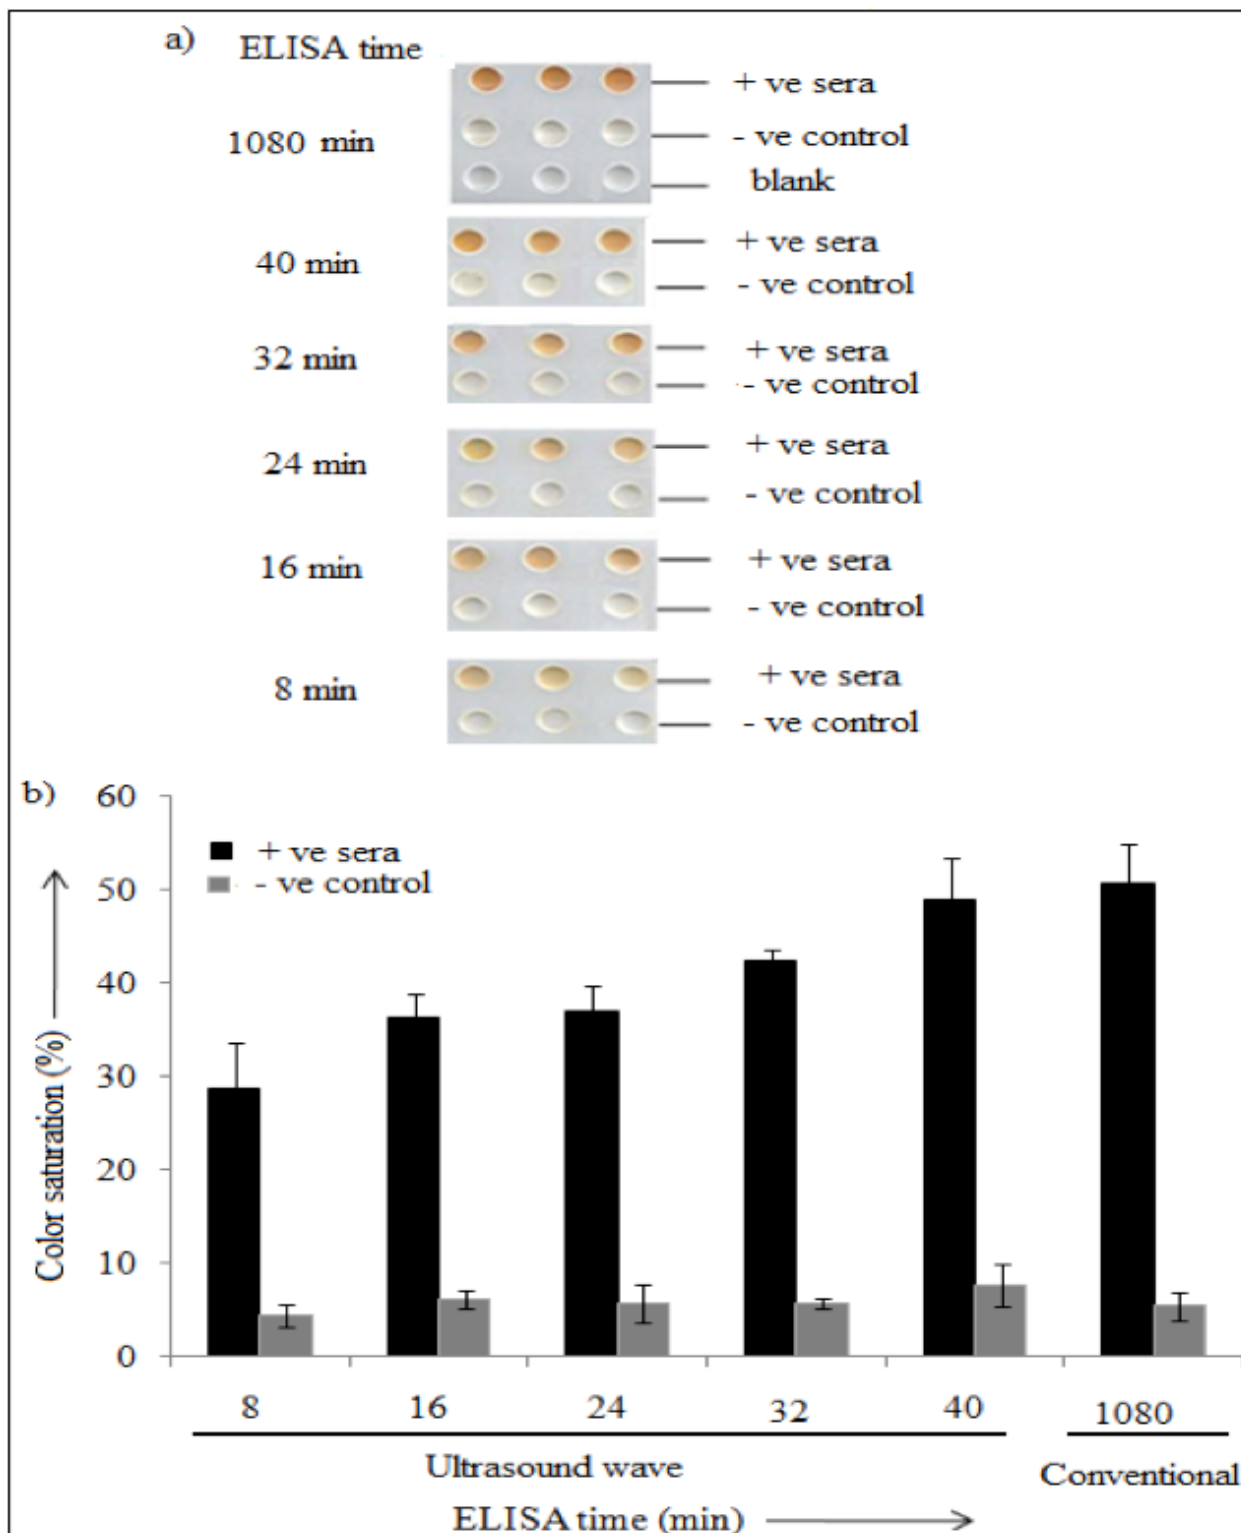 a) ELISA time
+ ve sera
1080 min
- ve control
blank
+ ve sera
40 min
- ve control
32 min
+ ve sera
- ve control
+ ve sera
24 min
- ve control
16 min
+ ve sera
- ve control
8 min
+ ve sera
- ve control
b)
60
50
40
30
20
10
0
Color saturation (%)
+ ve sera
- ve control
8 16 24 32 40 1080
Ultrasound wave
Conventional
ELISA time (min)